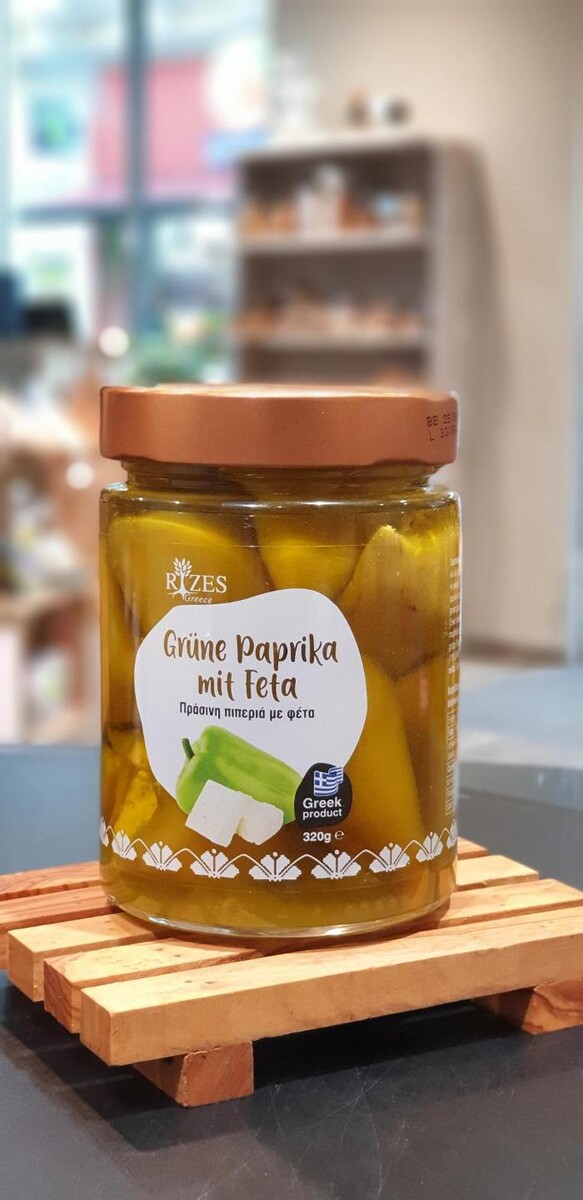 RIZES
Greece
Grüne Paprika
mit Feta
Πράσινη πιπεριά με φέτα
Greek
product
320g e